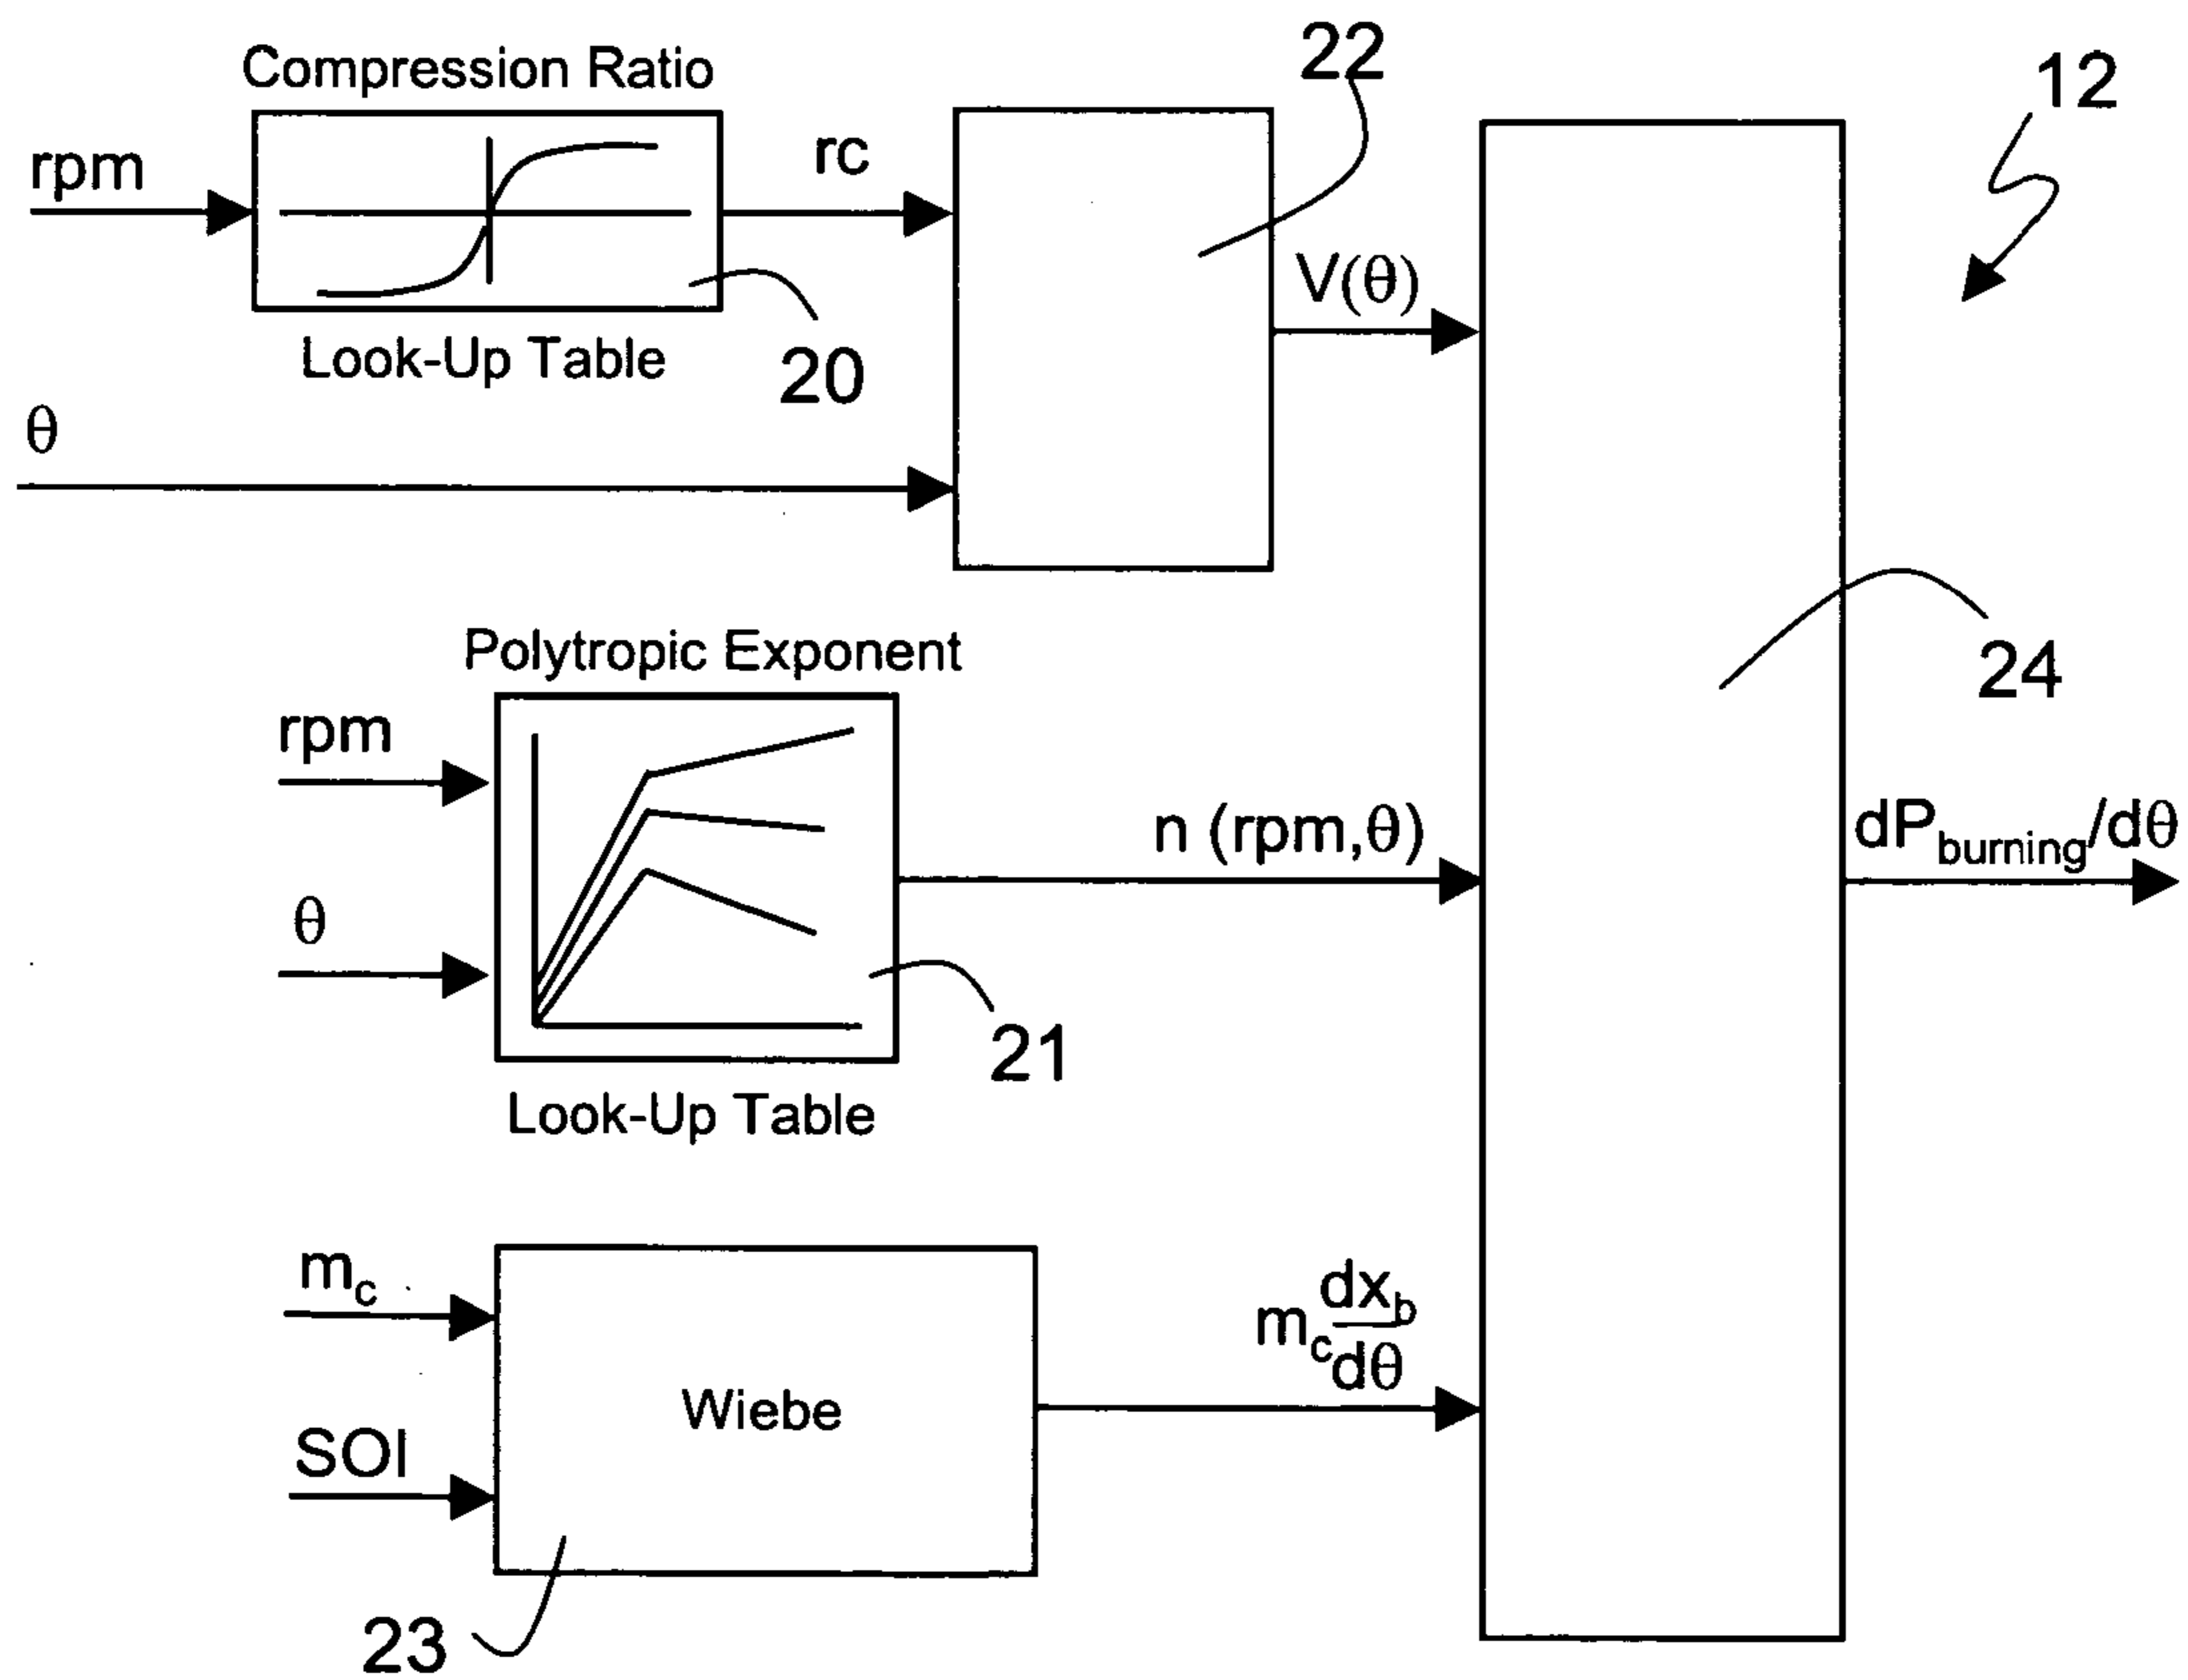 Compression Ratio
22
12
rpm
rc
V(θ)
Look-Up Table
20
θ
Polytropic Exponent
24
rpm
n (rpm,θ)
dP_burning/dθ
θ
21
Look-Up Table
m_c
m_c dx_b/dθ
Wiebe
SOI
23